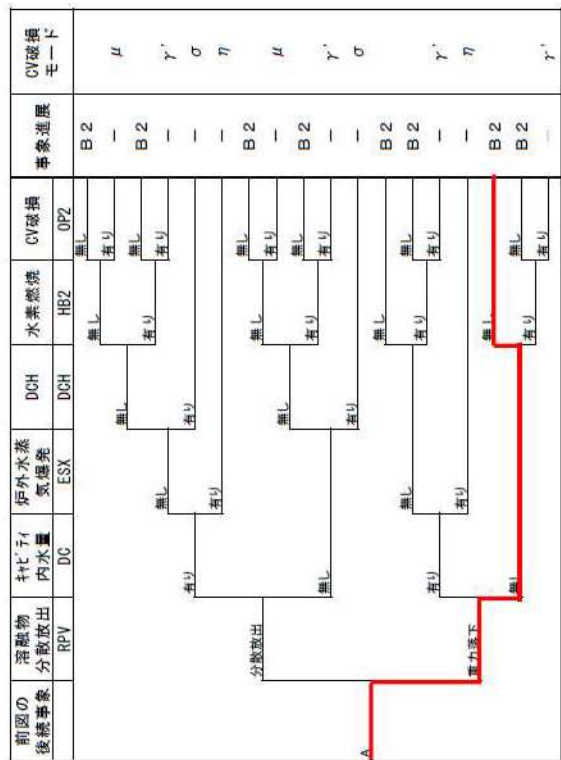 前図の
後続事象
溶融物
分散放出
キャビティ
内水量
炉外水蒸
気爆発
DCH
水素燃焼
CV破損
事象進展
CV破損
モード
RPV
DC
ESX
DCH
HB2
OP2
無し
B2
無し
有り
－
μ
無し
無し
B2
有り
無し
有り
－
γ'
有り
有り
－
σ
有り
－
η
無し
B2
分散放出
無し
有り
－
μ
無し
無し
B2
有り
無し
有り
－
γ'
有り
－
σ
A
無し
B2
無し
無し
B2
有り
有り
有り
－
γ'
有り
－
η
重力落下
無し
B2
無し
無し
B2
有り
有り
－
γ'